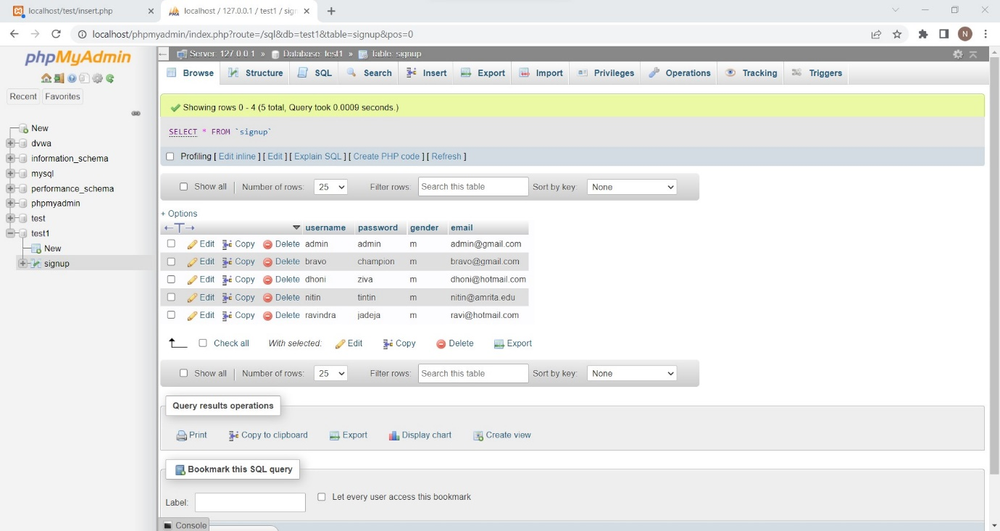 localhost/test/insert.php
localhost / 127.0.0.1 / test1 / sign
localhost/phpmyadmin/index.php?route=/sql&db=test1&table=signup&pos=0
N
phpMyAdmin
Recent Favorites
New
dvwa
information_schema
mysql
performance_schema
phpmyadmin
test
test1
New
signup
Server: 127.0.0.1 » Database: test1 » Table: signup
Browse Structure SQL Search Insert Export Import Privileges Operations Tracking Triggers
Showing rows 0 - 4 (5 total, Query took 0.0009 seconds.)
SELECT * FROM `signup`
Profiling [ Edit inline ] [ Edit ] [ Explain SQL ] [ Create PHP code ] [ Refresh ]
Show all Number of rows: 25 Filter rows: Search this table Sort by key: None
+ Options
←T→ username password gender email
Edit Copy Delete admin admin m admin@gmail.com
Edit Copy Delete bravo champion m bravo@gmail.com
Edit Copy Delete dhoni ziva m dhoni@hotmail.com
Edit Copy Delete nitin tintin m nitin@amrita.edu
Edit Copy Delete ravindra jadeja m ravi@hotmail.com
Check all With selected: Edit Copy Delete Export
Show all Number of rows: 25 Filter rows: Search this table Sort by key: None
Query results operations
Print Copy to clipboard Export Display chart Create view
Bookmark this SQL query
Label: Let every user access this bookmark
Console